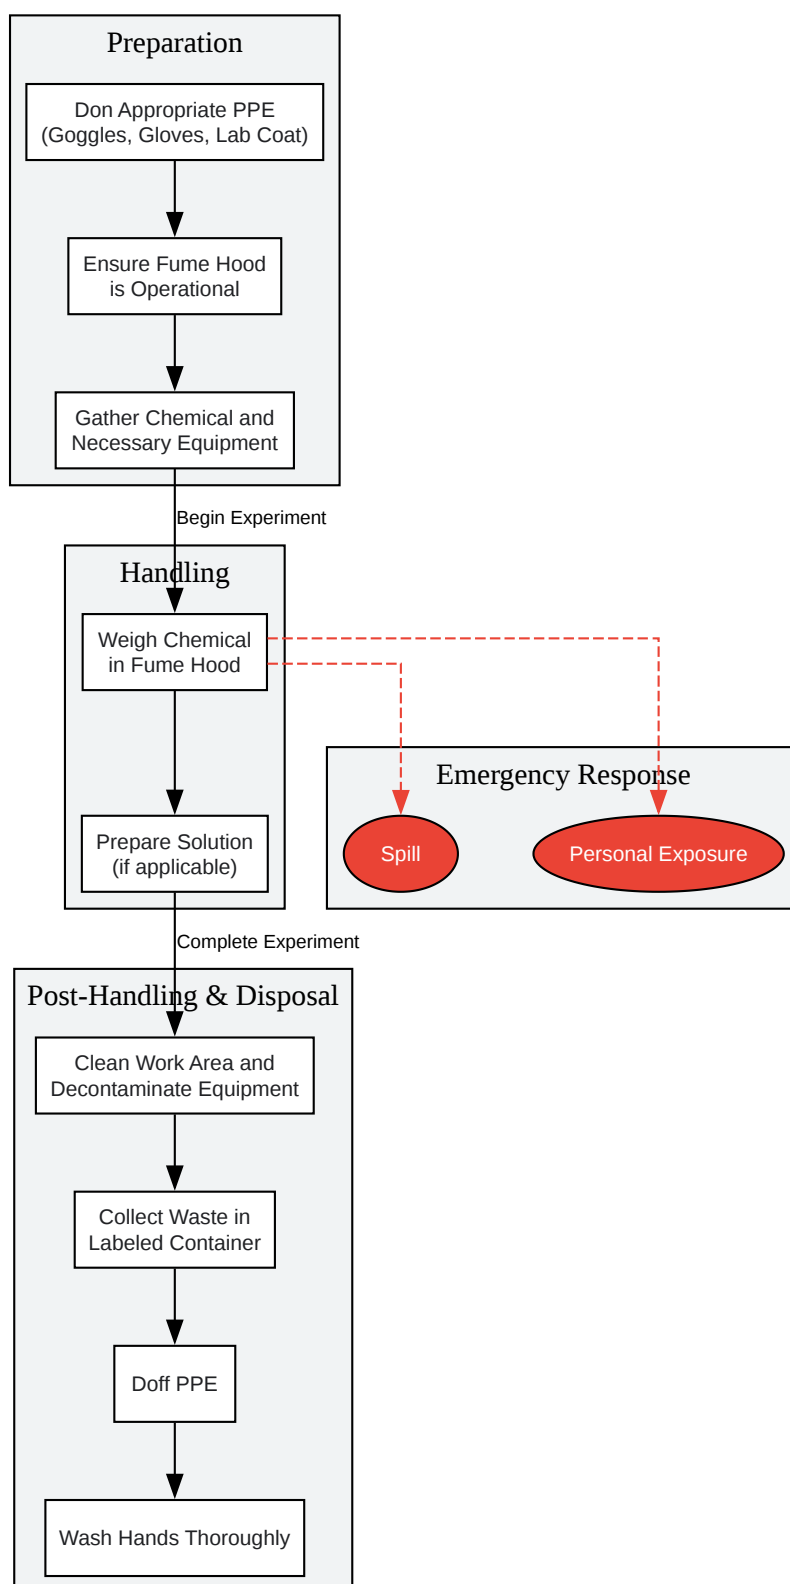 Preparation
Don Appropriate PPE
(Goggles, Gloves, Lab Coat)
Ensure Fume Hood
is Operational
Gather Chemical and
Necessary Equipment
Begin Experiment
Handling
Weigh Chemical
in Fume Hood
Emergency Response
Prepare Solution
(if applicable)
Spill
Personal Exposure
Complete Experiment
Post-Handling & Disposal
Clean Work Area and
Decontaminate Equipment
Collect Waste in
Labeled Container
Doff PPE
Wash Hands Thoroughly